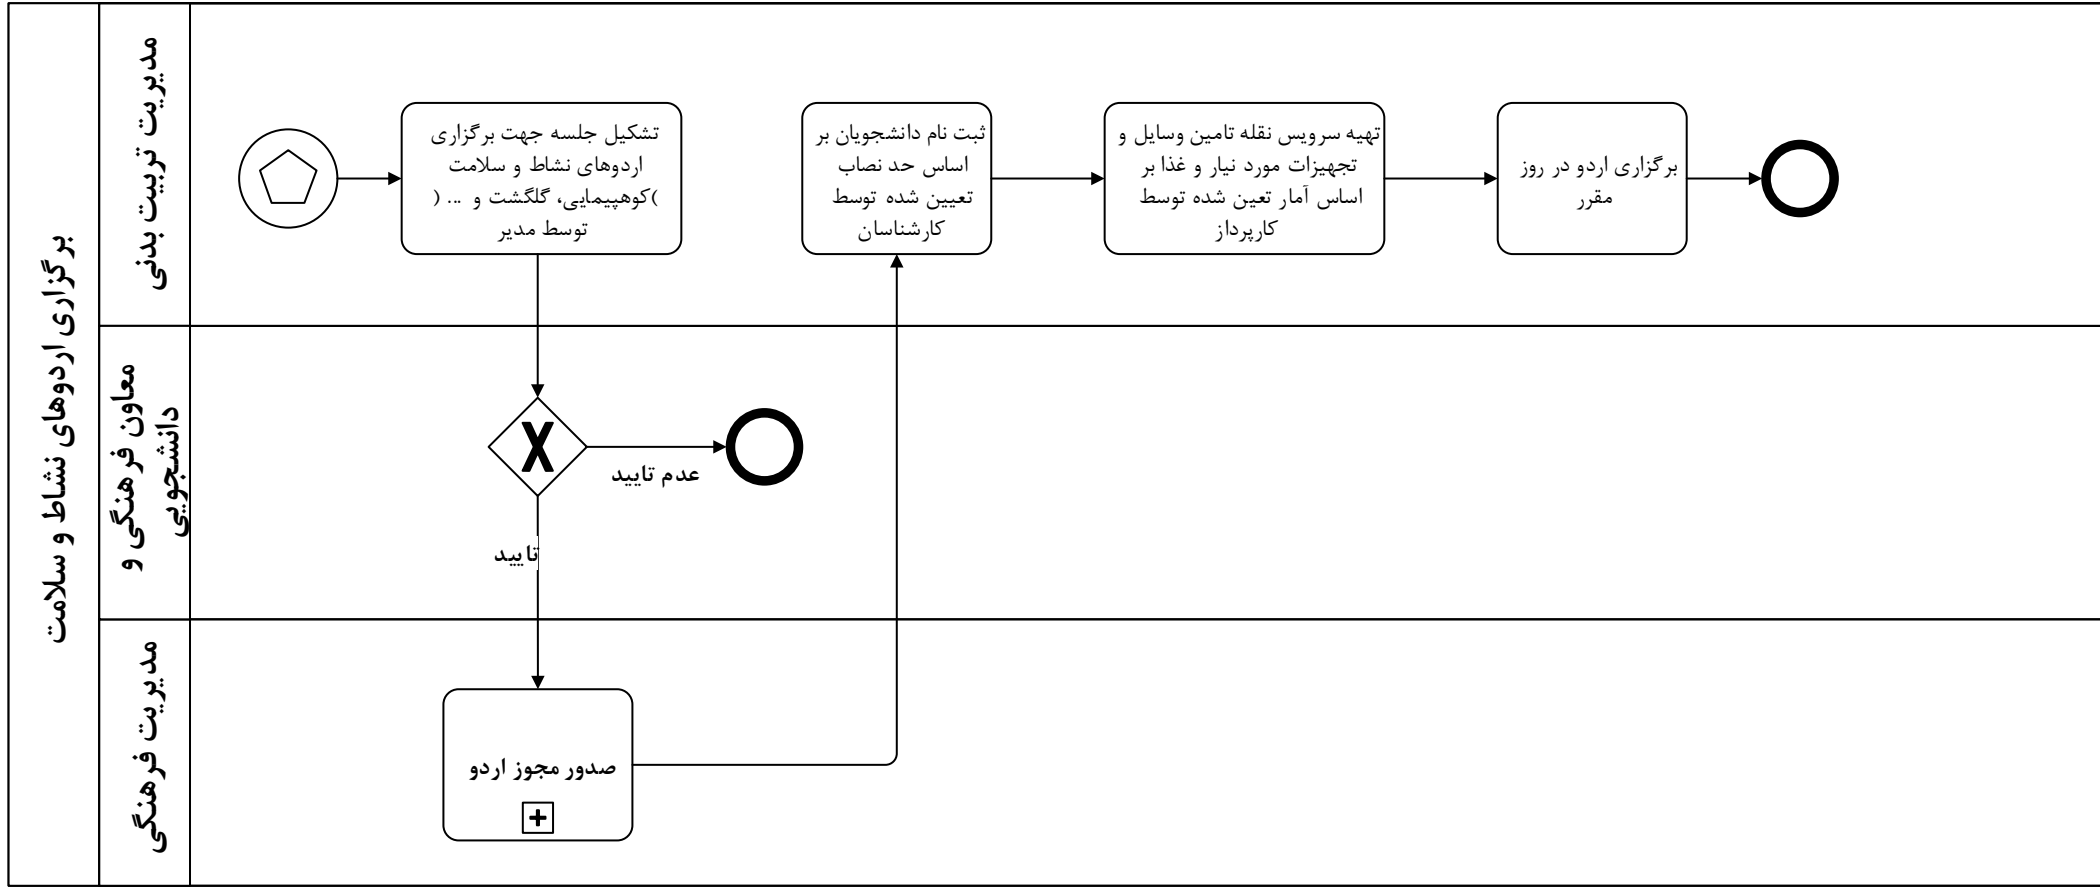 برگزاری اردوهای نشاط و سلامت
مدیریت تربیت بدنی
تشکیل جلسه جهت برگزاری
اردوهای نشاط و سلامت
)کوهپیمایی، گلگشت و ... (
توسط مدیر
ثبت نام دانشجویان بر
اساس حد نصاب
تعیین شده توسط
کارشناسان
تهیه سرویس نقله تامین وسایل و
تجهیزات مورد نیار و غذا بر
اساس آمار تعین شده توسط
کارپرداز
برگزاری اردو در روز
مقرر
معاون فرهنگی و
دانشجویی
عدم تایید
تایید
مدیریت فرهنگی
صدور مجوز اردو